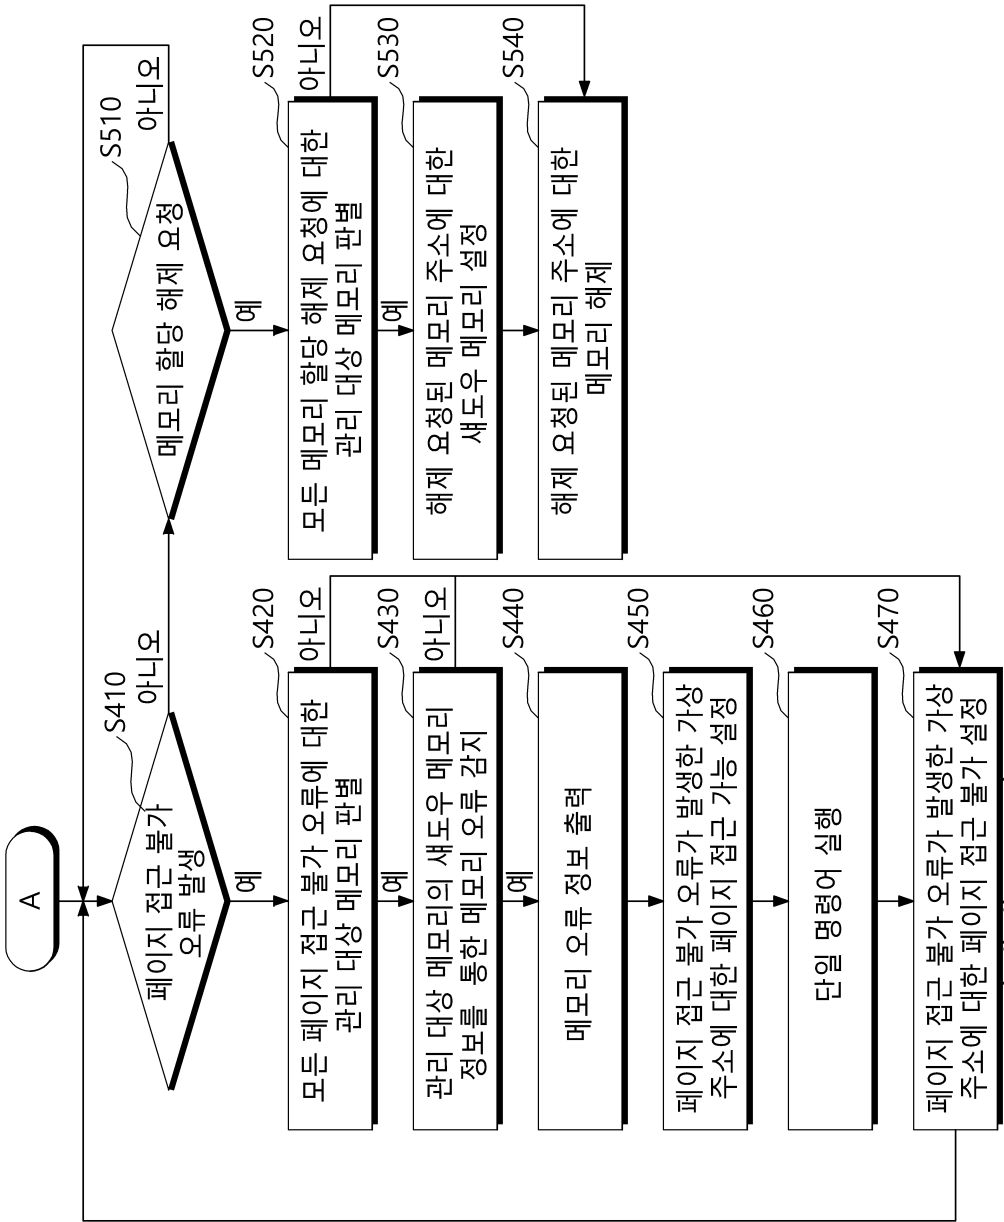 A
S410
페이지 접근 불가
오류 발생
아니오
예
S420
모든 페이지 접근 불가 오류에 대한
관리 대상 메모리 판별
아니오
예
S430
관리 대상 메모리의 섀도우 메모리
정보를 통한 메모리 오류 감지
아니오
예
S440
메모리 오류 정보 출력
S450
페이지 접근 불가 오류가 발생한 가상
주소에 대한 페이지 접근 가능 설정
S460
단일 명령어 실행
S470
페이지 접근 불가 오류가 발생한 가상
주소에 대한 페이지 접근 불가 설정
S510
메모리 할당 해제 요청
아니오
예
S520
모든 메모리 할당 해제 요청에 대한
관리 대상 메모리 판별
아니오
예
S530
해제 요청된 메모리 주소에 대한
섀도우 메모리 설정
S540
해제 요청된 메모리 주소에 대한
메모리 해제